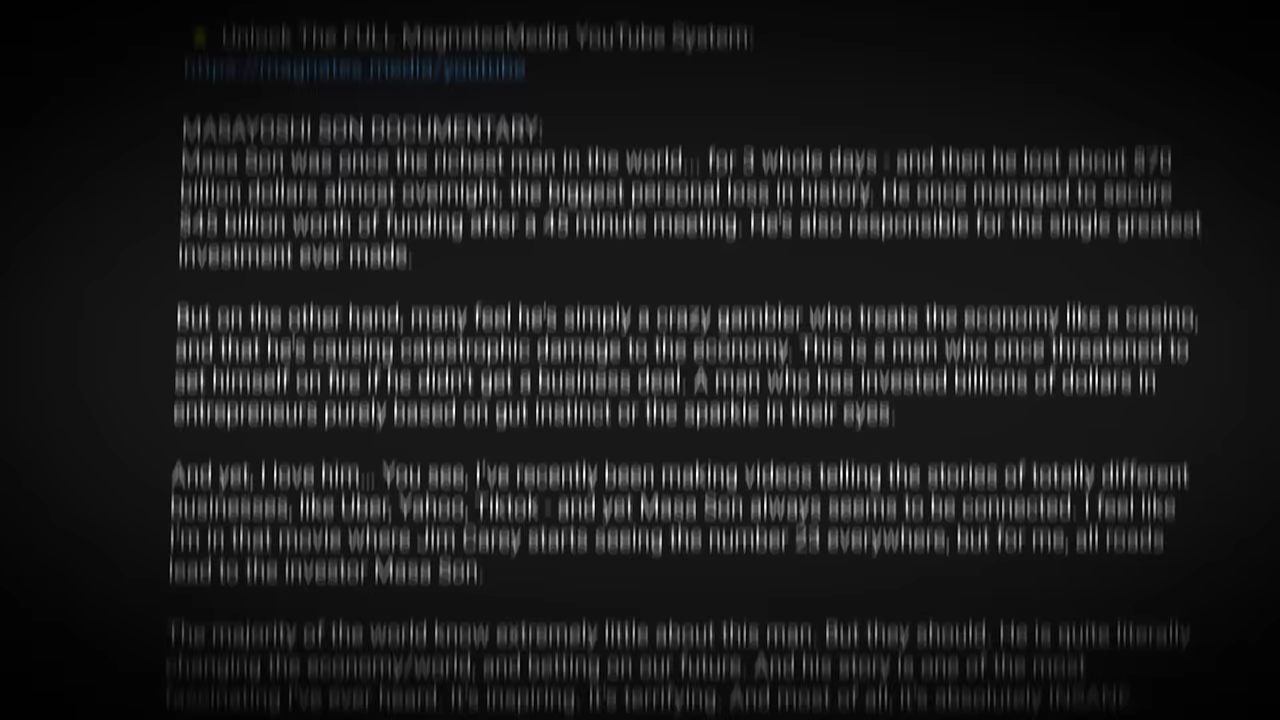 Unlock The FULL MagnatesMedia YouTube System:
https://magnates.media/youtube
MASAYOSHI SON DOCUMENTARY:
Masa Son was once the richest man in the world... for 3 whole days - and then he lost about $70
billion dollars almost overnight, the biggest personal loss in history. He once managed to secure
$45 billion worth of funding after a 45 minute meeting. He's also responsible for the single greatest
investment ever made.
But on the other hand, many feel he's simply a crazy gambler who treats the economy like a casino,
and that he's causing catastrophic damage to the economy. This is a man who once threatened to
set himself on fire if he didn't get a business deal. A man who has invested billions of dollars in
entrepreneurs purely based on gut instinct or the sparkle in their eyes.
And yet, I love him... You see, I've recently been making videos telling the stories of totally different
businesses, like Uber, Yahoo, Tiktok - and yet Masa Son always seems to be connected. I feel like
I'm in that movie where Jim Carey starts seeing the number 23 everywhere, but for me, all roads
lead to the investor Masa Son.
The majority of the world know extremely little about this man. But they should. He is quite literally
changing the economy/world, and betting on our future. And his story is one of the most
fascinating I've ever heard. It's inspiring. It's terrifying. And most of all, it's absolutely INSANE